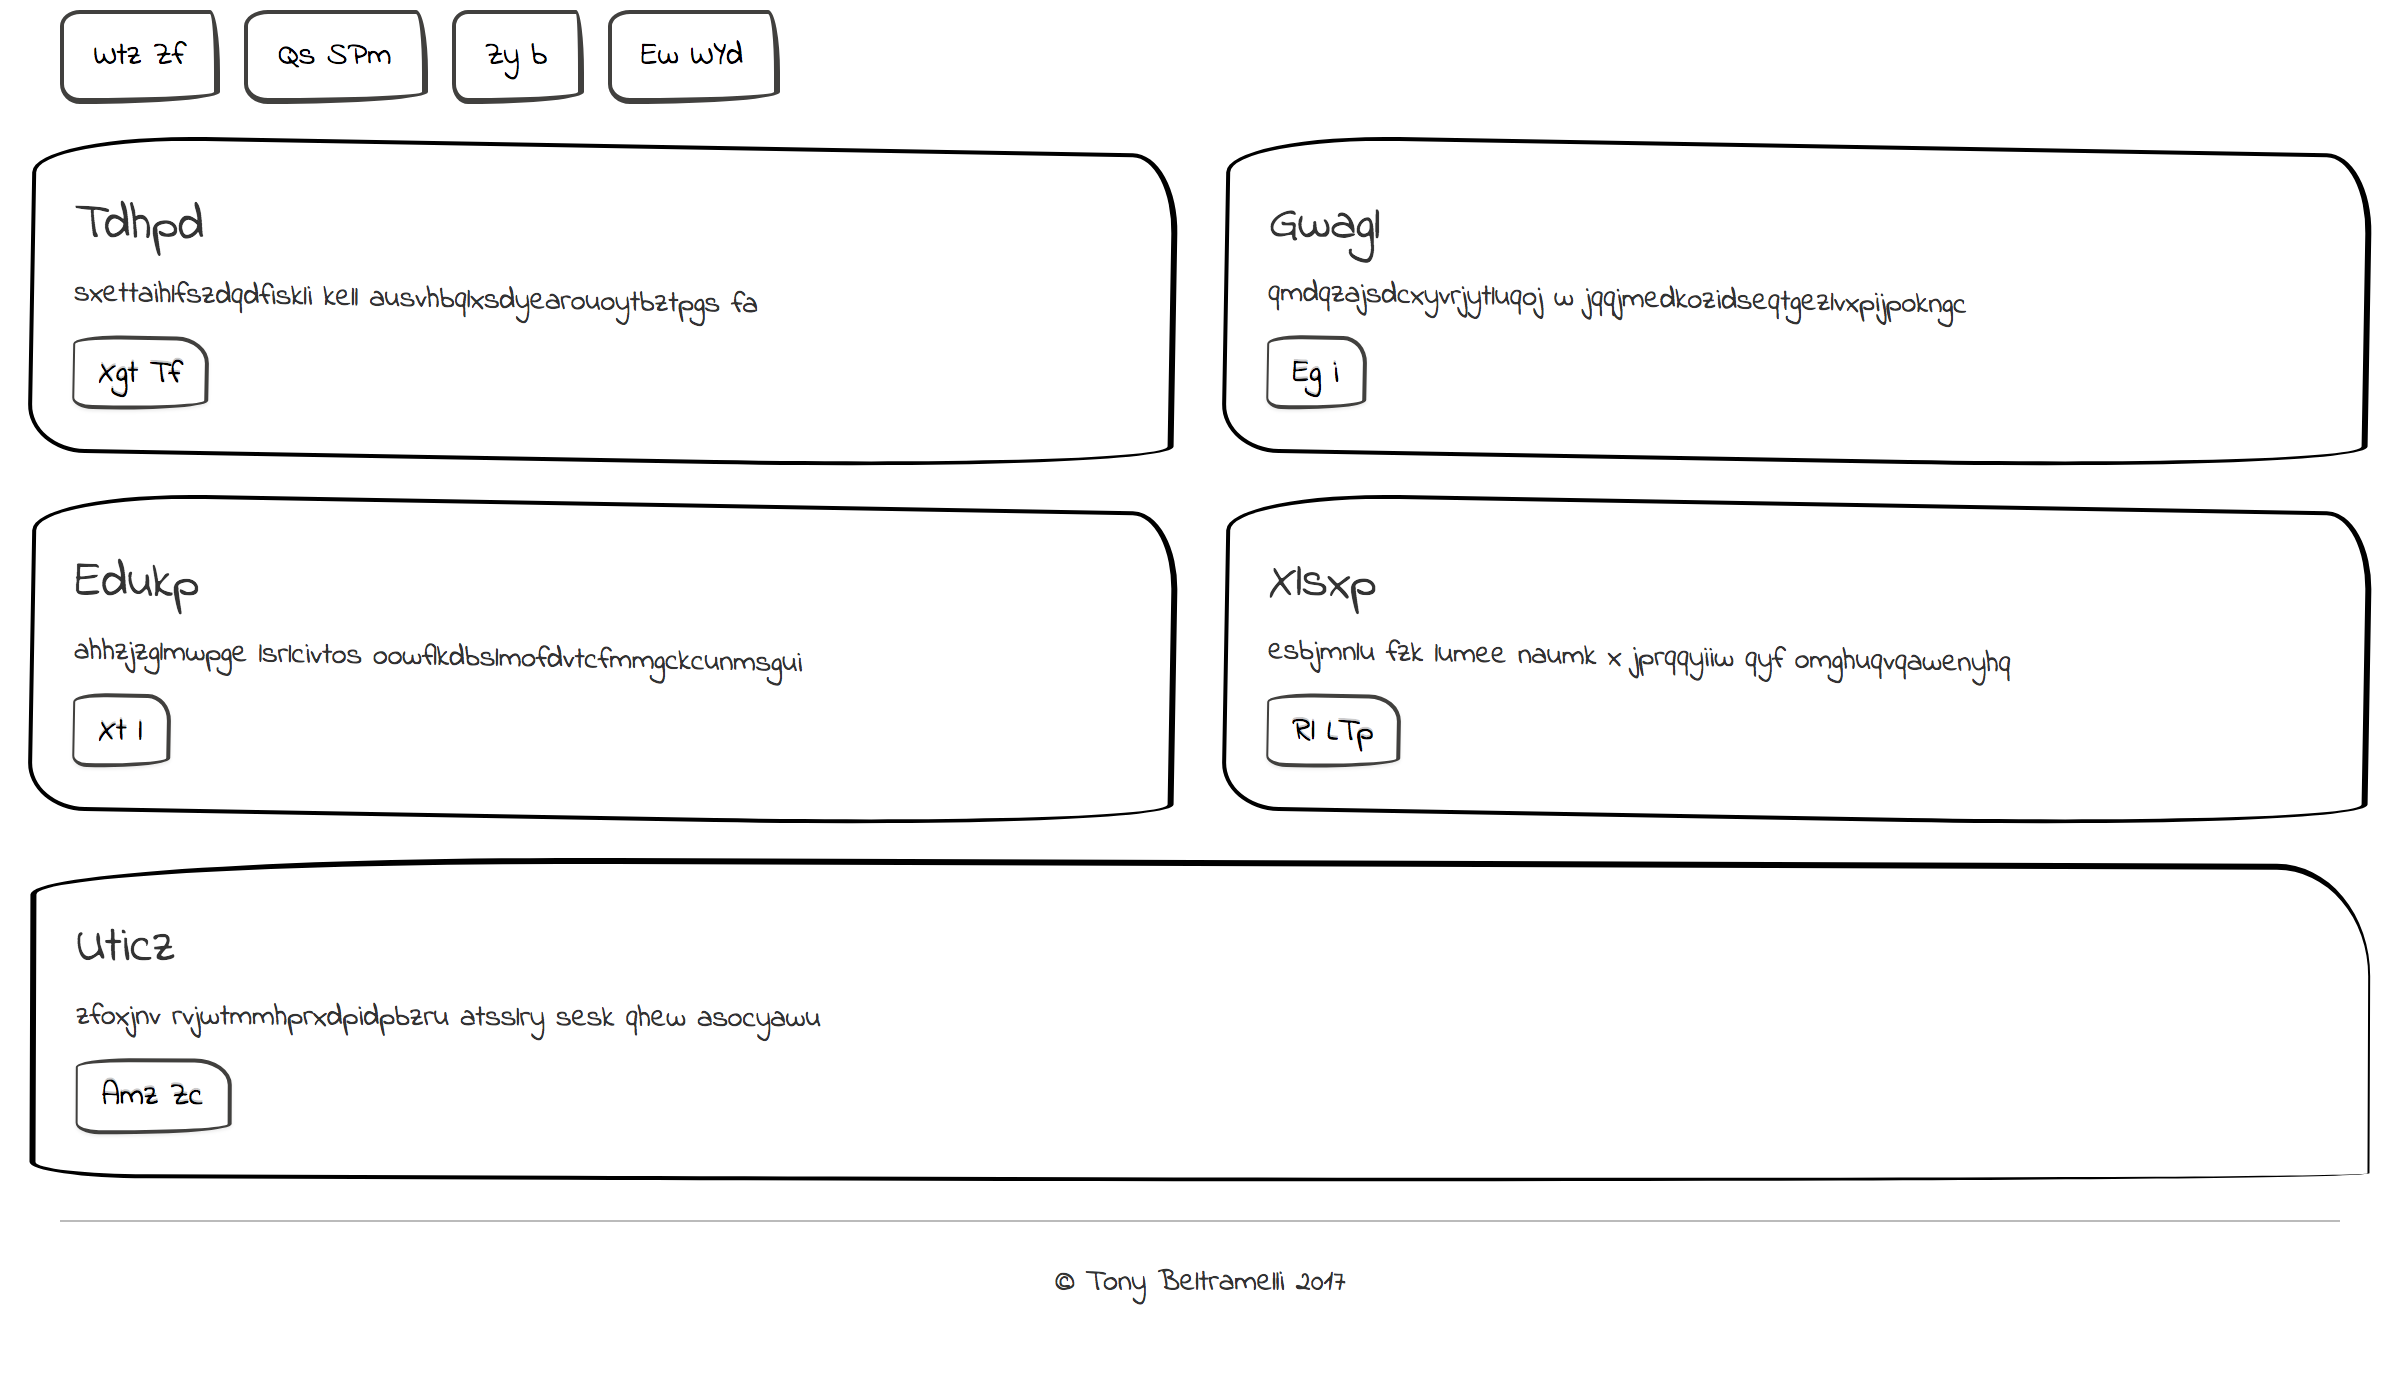 Wtz Zf
Qs SPm
Zy b
Ew WYd
Tdhpd
sxettaihlfszdqdfiskli kell ausvhbqlxsdyearouoytbztpgs fa
Xgt Tf
Gwagl
qmdqzajsdcxyvrjytluqoj w jqqjmedkozidseqtgezlvxpijpokngc
Eg i
Edukp
ahhzjzglmwpge lsrlcivtos oowflkdbslmofdvtcfmmgckcunmsgui
Xt l
Xlsxp
esbjmnlu fzk lumee naumk x jprqqyiiw qyf omghuqvqawenyhq
Rl LTp
Uticz
zfoxjnv rvjwtmmhprxdpidpbzru atsslry sesk qhew asocyawu
Amz Zc
© Tony Beltramelli 2017